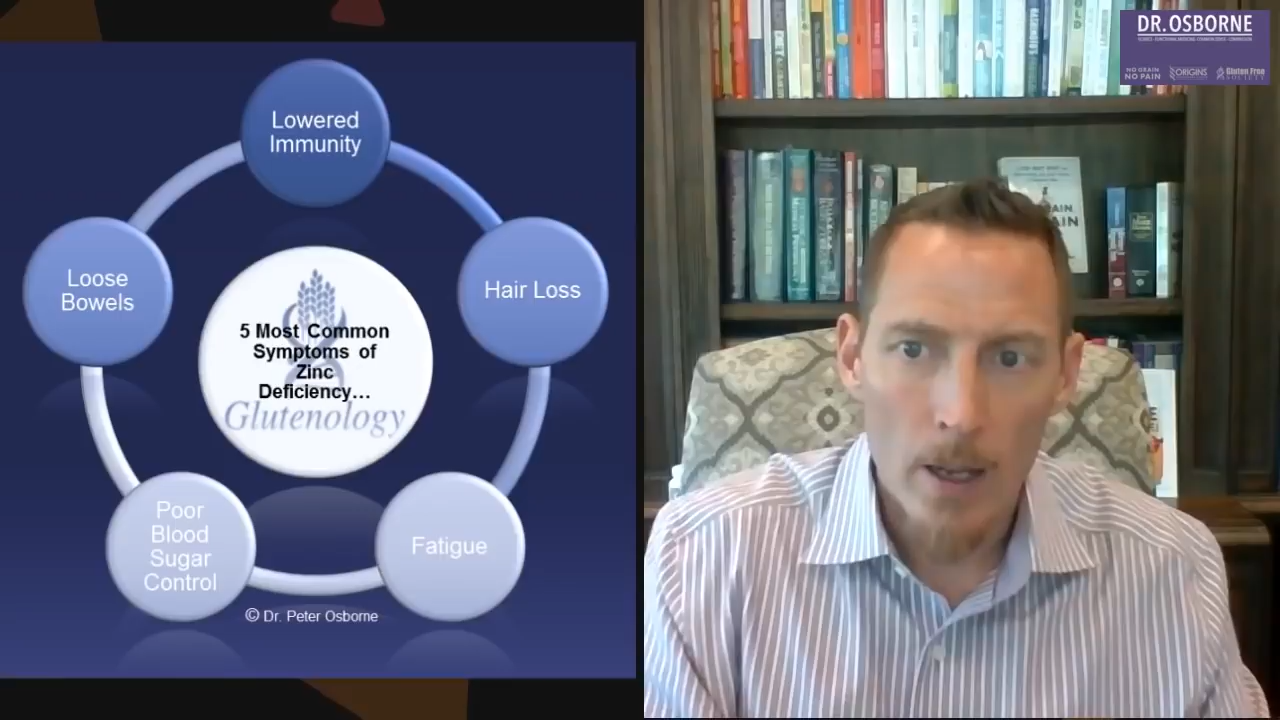 Lowered
Immunity
Hair Loss
Fatigue
Poor
Blood
Sugar
Control
Loose
Bowels
5 Most Common
Symptoms of
Zinc
Deficiency…
Glutenology
© Dr. Peter Osborne
DR.OSBORNE
NO GRAIN
NO PAIN
ORIGINS
Gluten Free
SOCIETY